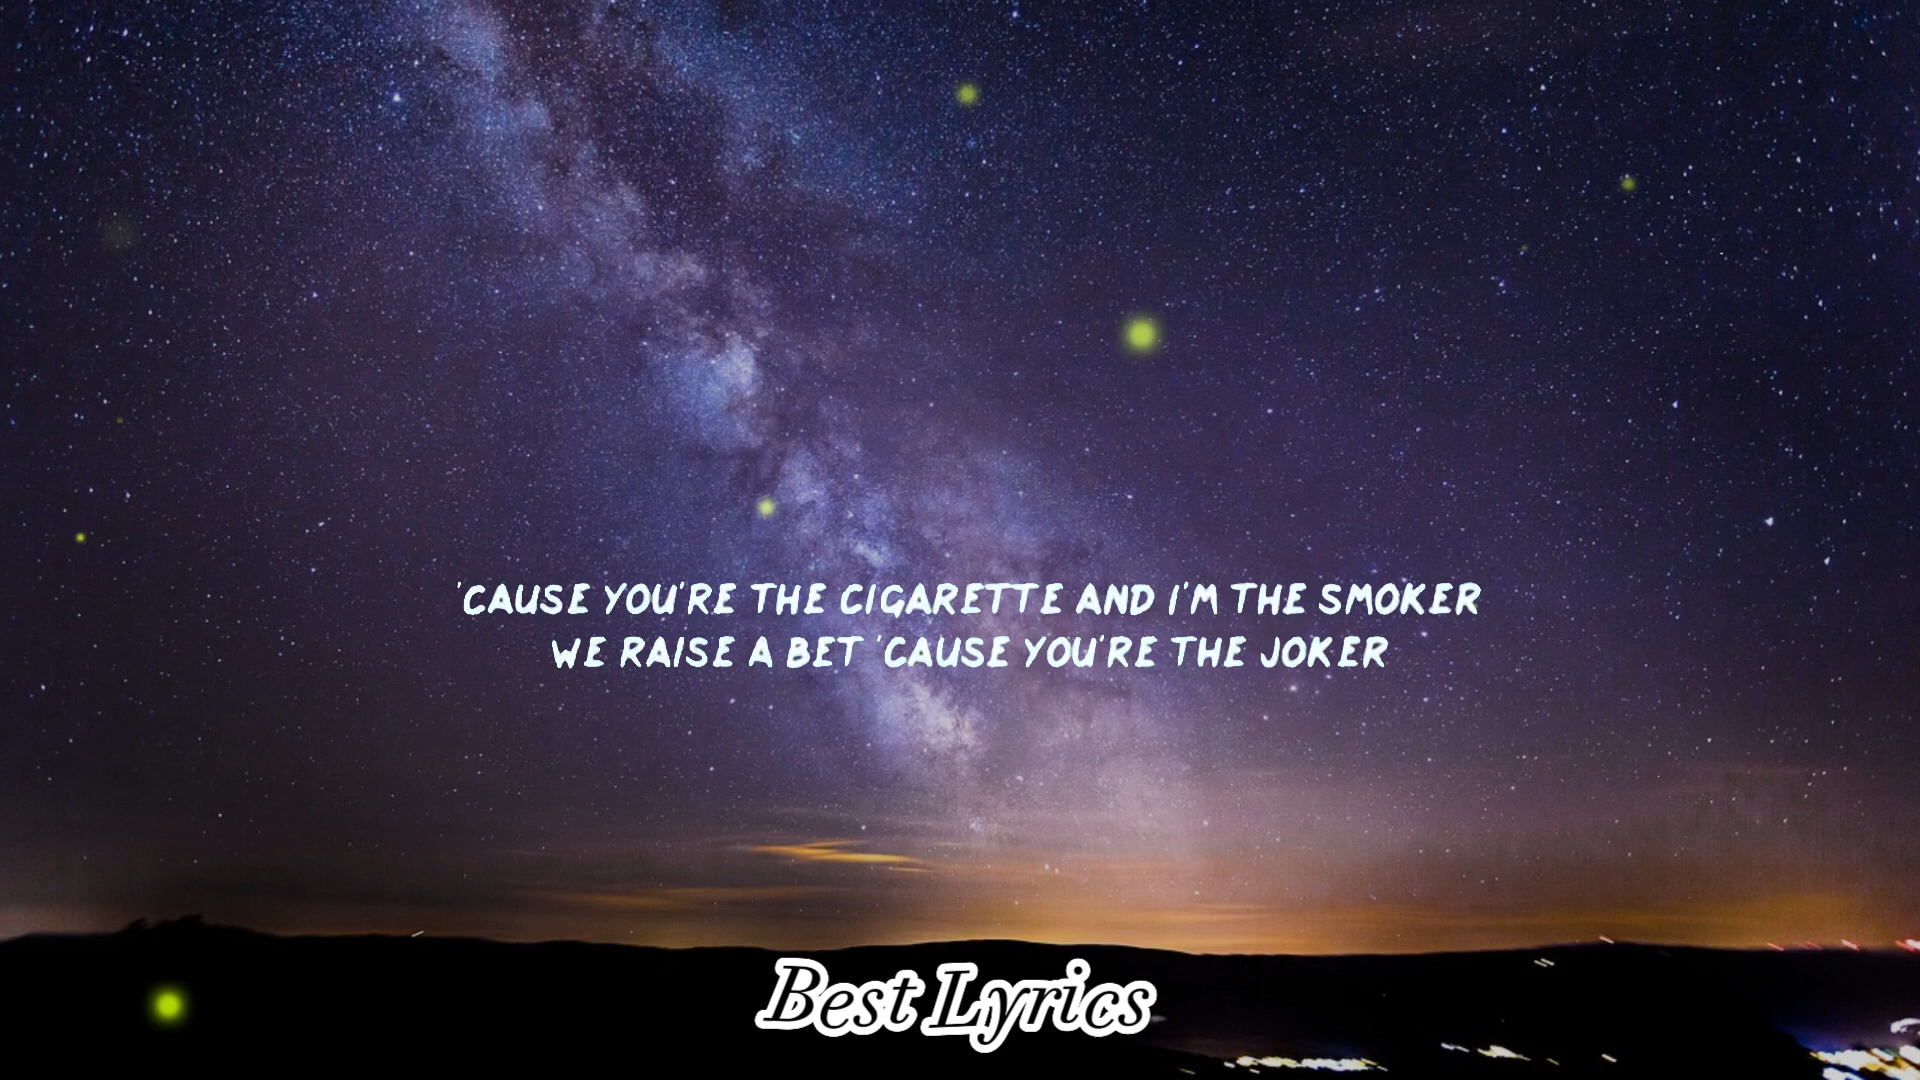 'CAUSE YOU'RE THE CIGARETTE AND I'M THE SMOKER
WE RAISE A BET 'CAUSE YOU'RE THE JOKER
Best Lyrics